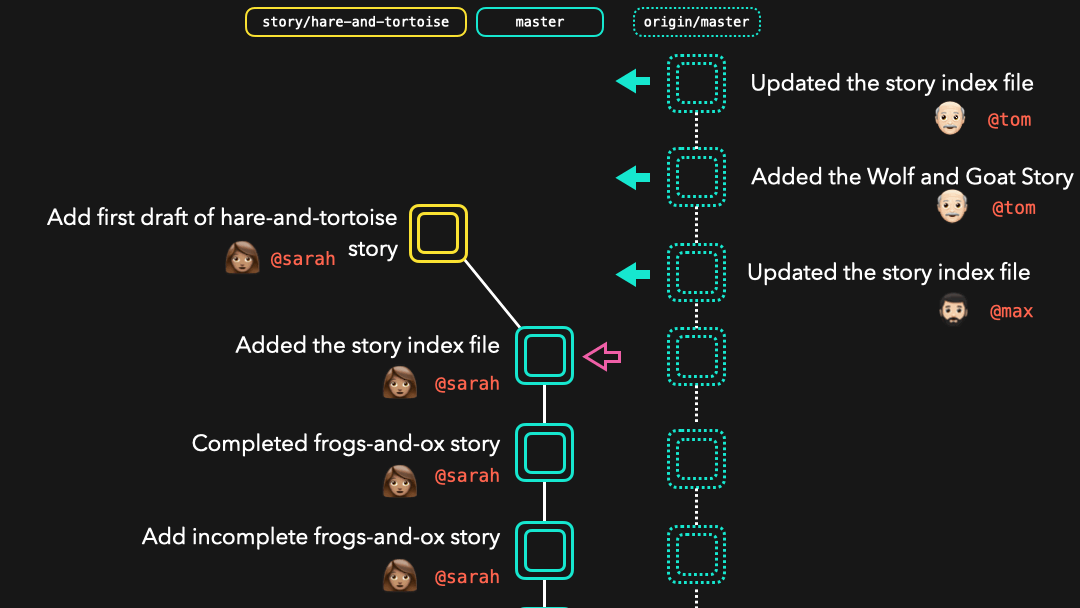 story/hare-and-tortoise
master
origin/master
Updated the story index file
@tom
Added the Wolf and Goat Story
@tom
Add first draft of hare-and-tortoise
story
@sarah
Updated the story index file
@max
Added the story index file
@sarah
Completed frogs-and-ox story
@sarah
Add incomplete frogs-and-ox story
@sarah